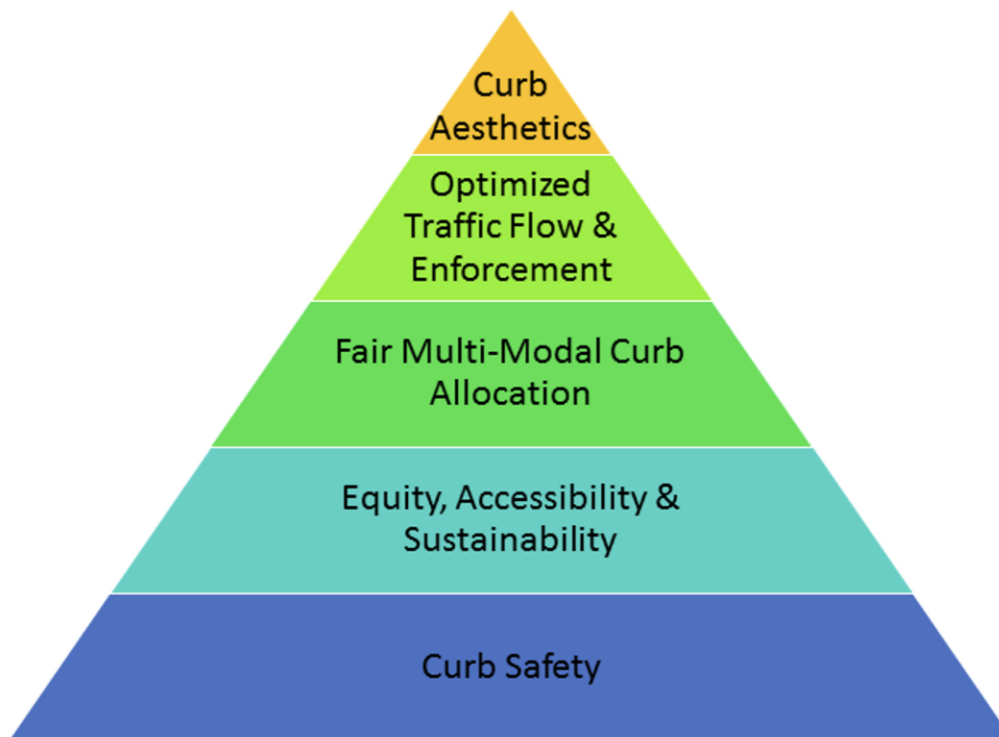 Curb
Aesthetics
Optimized
Traffic Flow &
Enforcement
Fair Multi-Modal Curb
Allocation
Equity, Accessibility &
Sustainability
Curb Safety